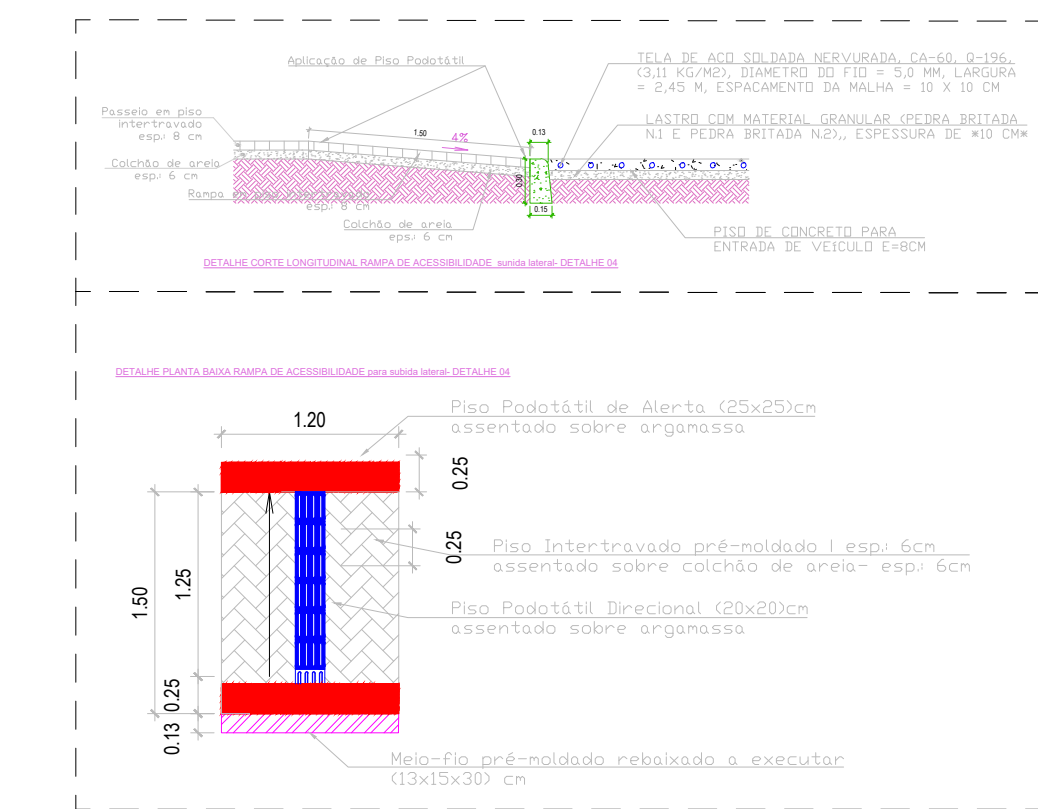 Aplicação de Piso Podotátil
TELA DE ACO SOLDADA NERVURADA, CA-60, Q-196,
(3,11 KG/M2), DIAMETRO DO FIO = 5,0 MM, LARGURA
= 2,45 M, ESPACAMENTO DA MALHA = 10 X 10 CM
Passeio em piso
intertravado
esp.: 8 cm
1.50
4%
0.13
LASTRO COM MATERIAL GRANULAR (PEDRA BRITADA
N.1 E PEDRA BRITADA N.2),, ESPESSURA DE *10 CM*
Colchão de areia
esp.: 6 cm
0.30
Rampa em piso intertravado
esp.: 8 cm
0.15
Colchão de areia
eps.: 6 cm
PISO DE CONCRETO PARA
ENTRADA DE VEíCULO E=8CM
DETALHE CORTE LONGITUDINAL RAMPA DE ACESSIBILIDADE sunida lateral- DETALHE 04
DETALHE PLANTA BAIXA RAMPA DE ACESSIBILIDADE para subida lateral- DETALHE 04
1.20
Piso Podotátil de Alerta (25x25)cm
assentado sobre argamassa
0.25
0.25
Piso Intertravado pré-moldado | esp.: 6cm
assentado sobre colchão de areia- esp.: 6cm
1.50
1.25
Piso Podotátil Direcional (20x20)cm
assentado sobre argamassa
0.25
0.13
Meio-fio pré-moldado rebaixado a executar
(13x15x30) cm